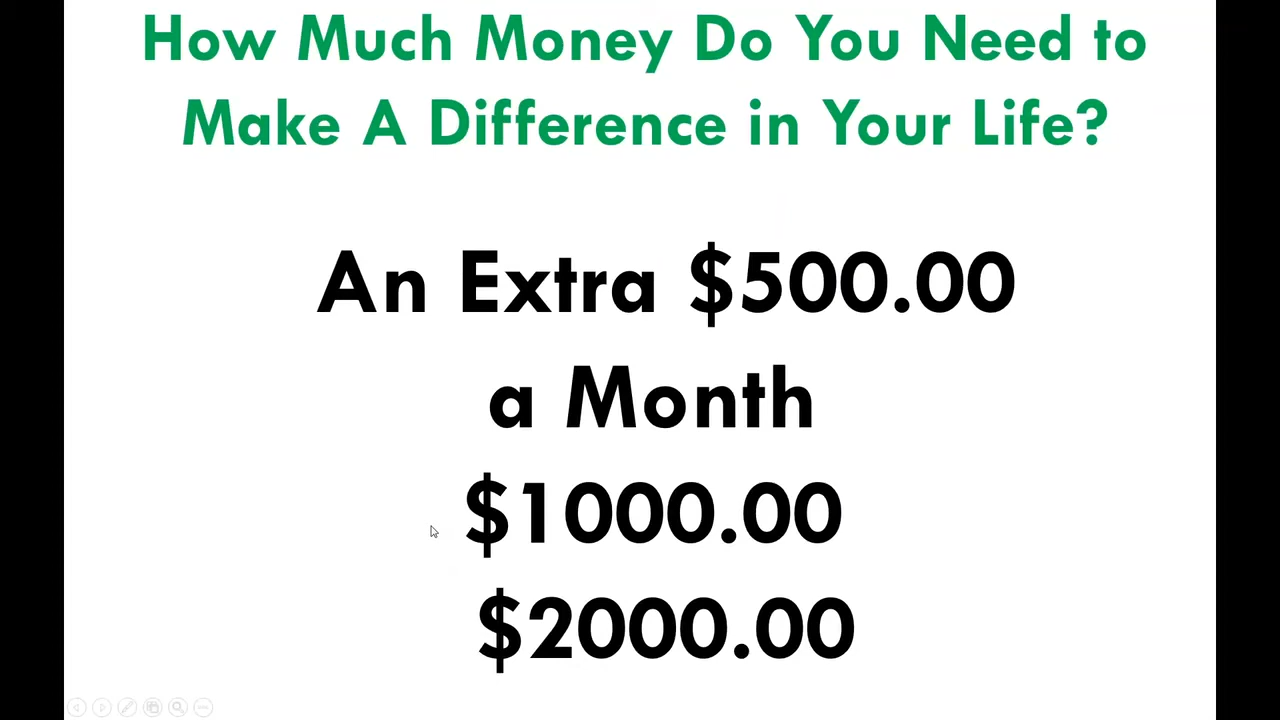 How Much Money Do You Need to
Make A Difference in Your Life?
An Extra $500.00
a Month
$1000.00
$2000.00